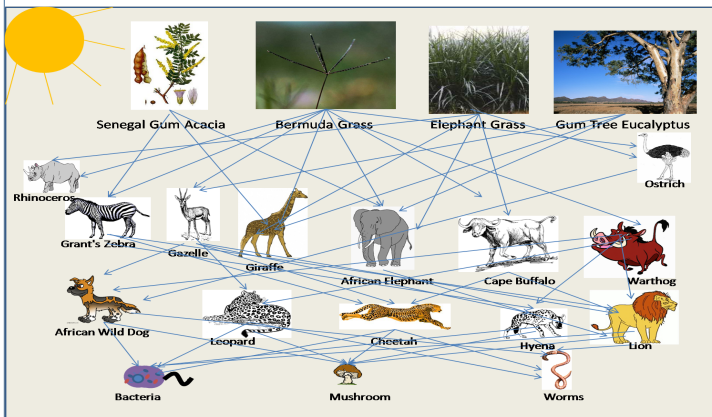 Senegal Gum Acacia Bermuda Grass Elephant Grass Gum Tree Eucalyptus
Ostrich
Rhinoceros
Grant's Zebra
Gazelle
Giraffe
African Elephant
Cape Buffalo
Warthog
African Wild Dog
Leopard
Cheetah
Hyena
Lion
Bacteria
Mushroom
Worms